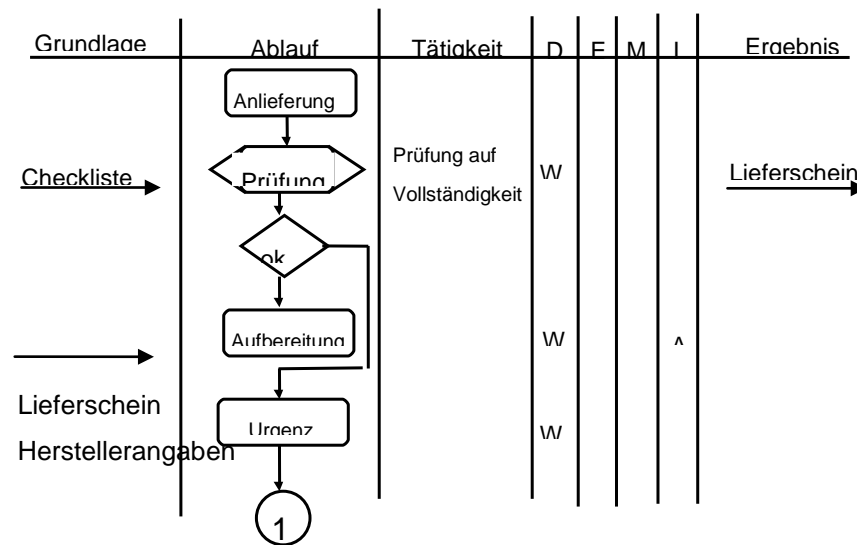 Grundlage Ablauf Tätigkeit D M Ergebnis
Anlieferung
Checkliste Prüfung Prüfung auf W Lieferschein
Vollständigkeit
ok
Aufbereitung W
Lieferschein
Urgenz W
Herstellerangaben
1